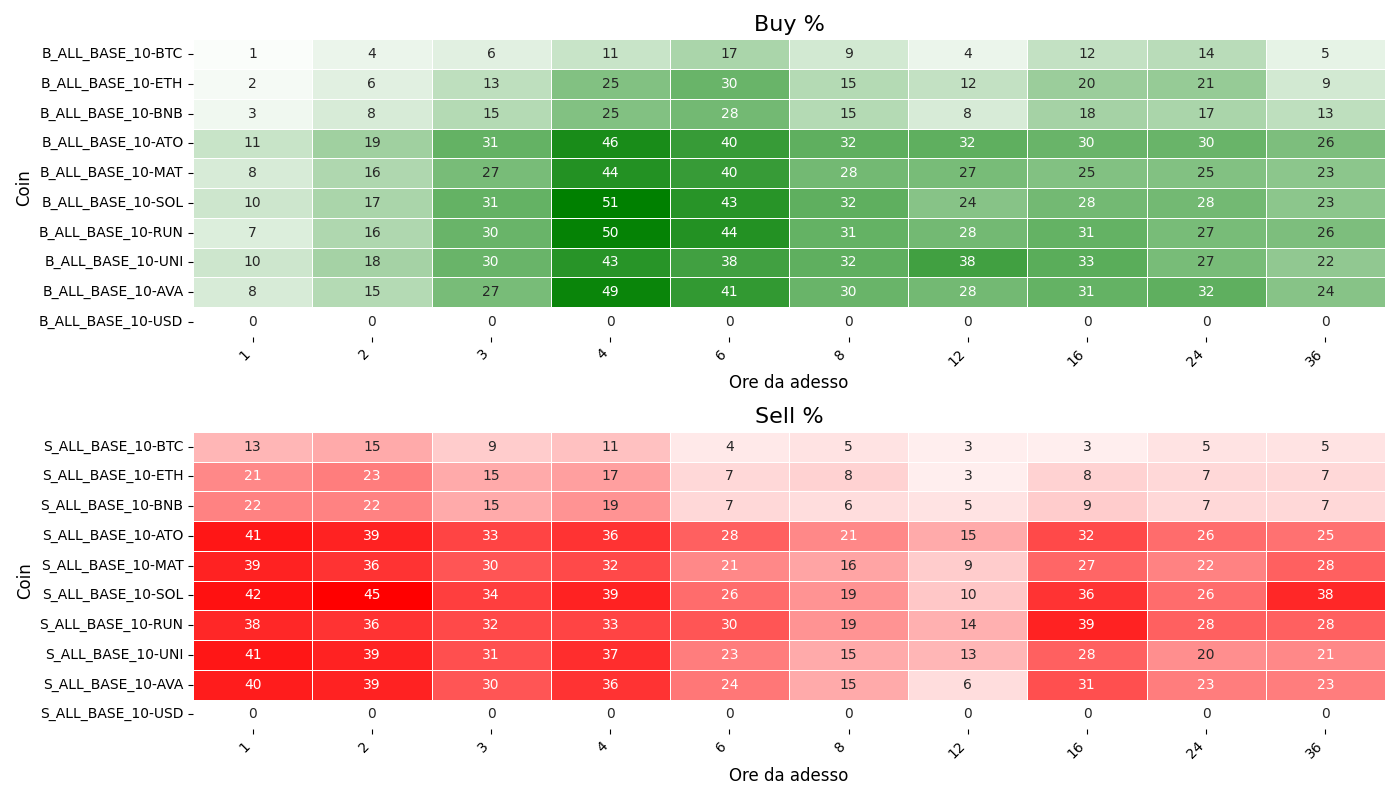 Buy %
Coin
B_ALL_BASE_10-BTC 1 4 6 11 17 9 4 12 14 5
B_ALL_BASE_10-ETH 2 6 13 25 30 15 12 20 21 9
B_ALL_BASE_10-BNB 3 8 15 25 28 15 8 18 17 13
B_ALL_BASE_10-ATO 11 19 31 46 40 32 32 30 30 26
B_ALL_BASE_10-MAT 8 16 27 44 40 28 27 25 25 23
B_ALL_BASE_10-SOL 10 17 31 51 43 32 24 28 28 23
B_ALL_BASE_10-RUN 7 16 30 50 44 31 28 31 27 26
B_ALL_BASE_10-UNI 10 18 30 43 38 32 38 33 27 22
B_ALL_BASE_10-AVA 8 15 27 49 41 30 28 31 32 24
B_ALL_BASE_10-USD 0 0 0 0 0 0 0 0 0 0
1 2 3 4 6 8 12 16 24 36
Ore da adesso
Sell %
Coin
S_ALL_BASE_10-BTC 13 15 9 11 4 5 3 3 5 5
S_ALL_BASE_10-ETH 21 23 15 17 7 8 3 8 7 7
S_ALL_BASE_10-BNB 22 22 15 19 7 6 5 9 7 7
S_ALL_BASE_10-ATO 41 39 33 36 28 21 15 32 26 25
S_ALL_BASE_10-MAT 39 36 30 32 21 16 9 27 22 28
S_ALL_BASE_10-SOL 42 45 34 39 26 19 10 36 26 38
S_ALL_BASE_10-RUN 38 36 32 33 30 19 14 39 28 28
S_ALL_BASE_10-UNI 41 39 31 37 23 15 13 28 20 21
S_ALL_BASE_10-AVA 40 39 30 36 24 15 6 31 23 23
S_ALL_BASE_10-USD 0 0 0 0 0 0 0 0 0 0
1 2 3 4 6 8 12 16 24 36
Ore da adesso